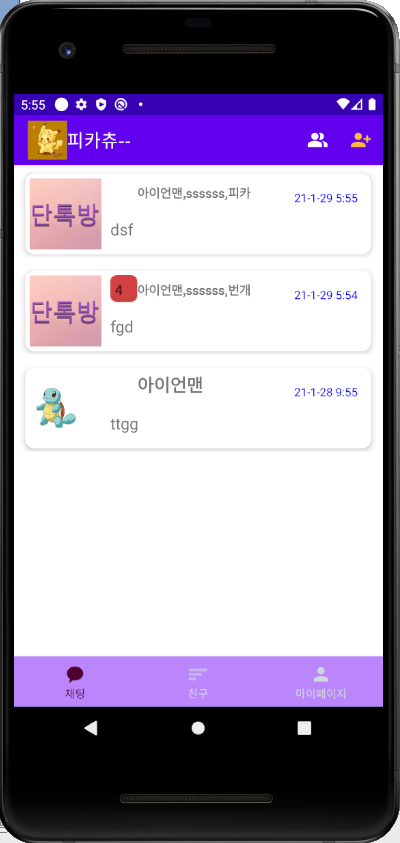 5:55
피카츄--
단톡방
아이언맨,ssssss,피카
21-1-29 5:55
dsf
단톡방
4
아이언맨,ssssss,번개
21-1-29 5:54
fgd
아이언맨
21-1-28 9:55
ttgg
채팅
친구
마이페이지